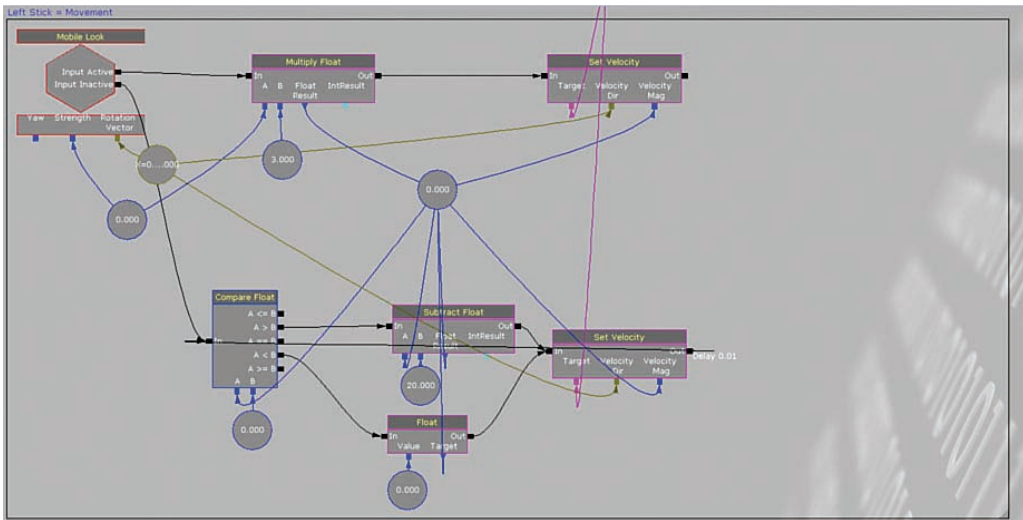 Left Stick = Movement
Mobile Look
Input Active
Input Inactive
Yaw Strength Rotation Vector
Multiply Float
In Out
A B Float Result IntResult
Set Velocity
In Out
Target Velocity Dir Velocity Mag
3.000
0.000
0.000
Compare Float
A <= B
A > B
A == B
A < B
A >= B
In
A B
0.000
Subtract Float
In Out
A B Float Result IntResult
20.000
Set Velocity
In Out
Target Velocity Dir Velocity Mag
Delay 0.01
Float
In Out
Value Target
0.000